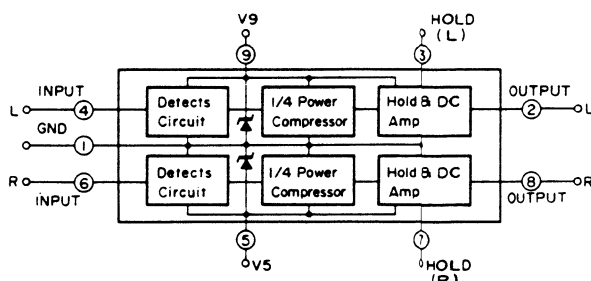 V9
HOLD
(L)
9
3
INPUT
OUTPUT
L
4
Detects
Circuit
1/4 Power
Compressor
Hold & DC
Amp
2
L
GND
1
R
6
Detects
Circuit
1/4 Power
Compressor
Hold & DC
Amp
8
R
INPUT
OUTPUT
5
7
V5
HOLD
(R)